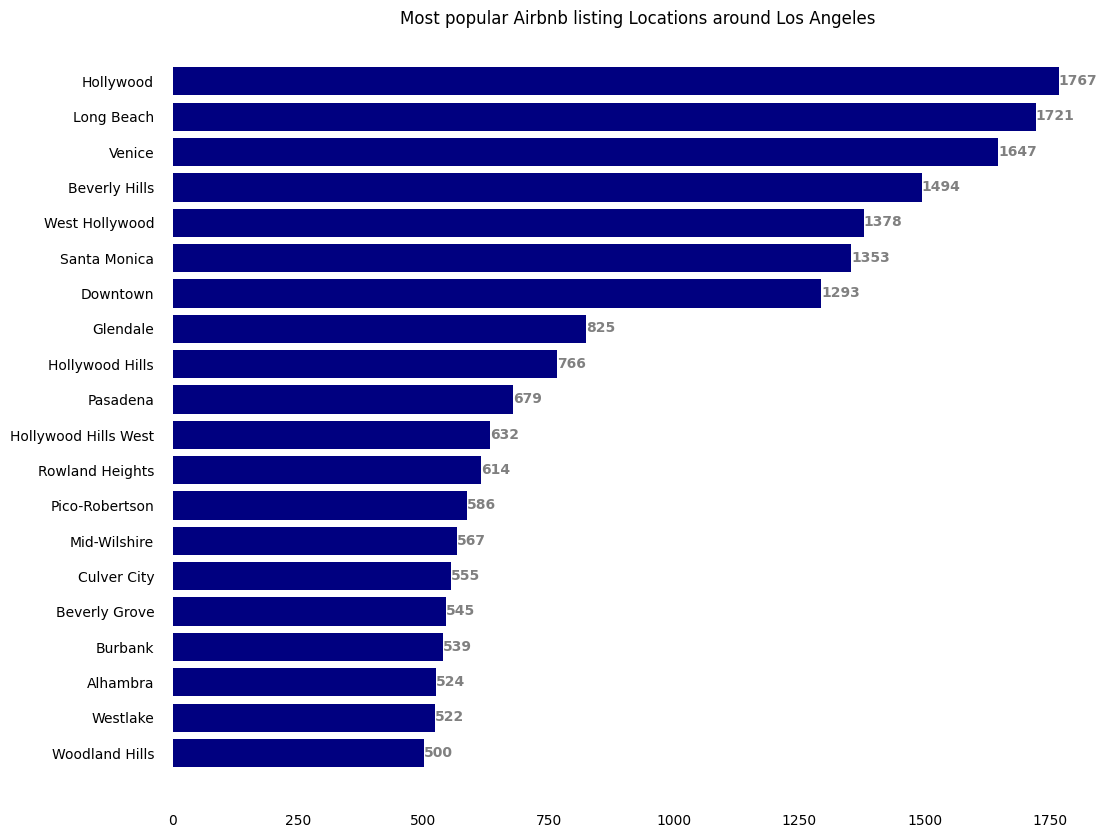 Most popular Airbnb listing Locations around Los Angeles
Hollywood 1767
Long Beach 1721
Venice 1647
Beverly Hills 1494
West Hollywood 1378
Santa Monica 1353
Downtown 1293
Glendale 825
Hollywood Hills 766
Pasadena 679
Hollywood Hills West 632
Rowland Heights 614
Pico-Robertson 586
Mid-Wilshire 567
Culver City 555
Beverly Grove 545
Burbank 539
Alhambra 524
Westlake 522
Woodland Hills 500
0 250 500 750 1000 1250 1500 1750